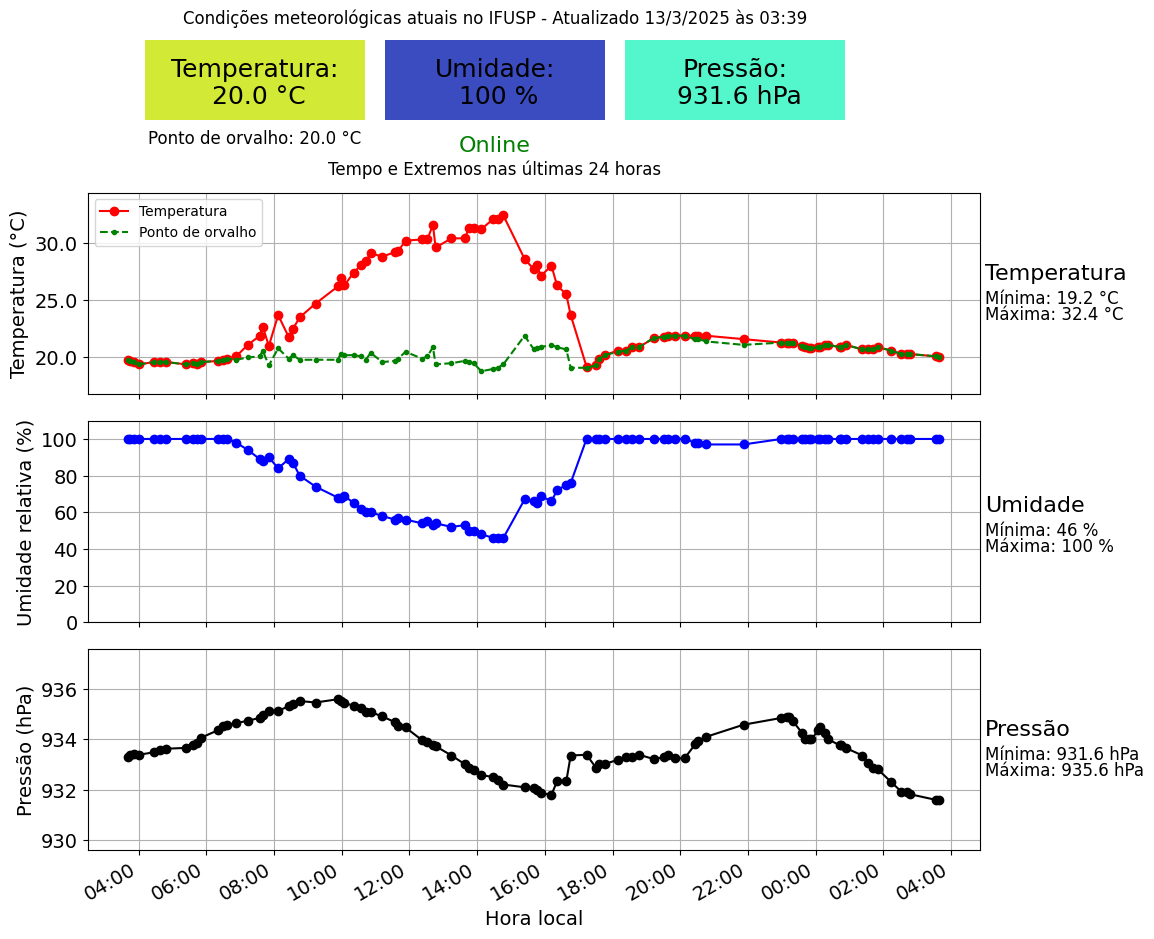 Condições meteorológicas atuais no IFUSP - Atualizado 13/3/2025 às 03:39
Temperatura:
20.0 °C
Umidade:
100 %
Pressão:
931.6 hPa
Ponto de orvalho: 20.0 °C
Online
Tempo e Extremos nas últimas 24 horas
Temperatura (°C)
30.0
25.0
20.0
Temperatura
Ponto de orvalho
Temperatura
Mínima: 19.2 °C
Máxima: 32.4 °C
Umidade relativa (%)
100
80
60
40
20
0
Umidade
Mínima: 46 %
Máxima: 100 %
Pressão (hPa)
936
934
932
930
Pressão
Mínima: 931.6 hPa
Máxima: 935.6 hPa
04:00 06:00 08:00 10:00 12:00 14:00 16:00 18:00 20:00 22:00 00:00 02:00 04:00
Hora local